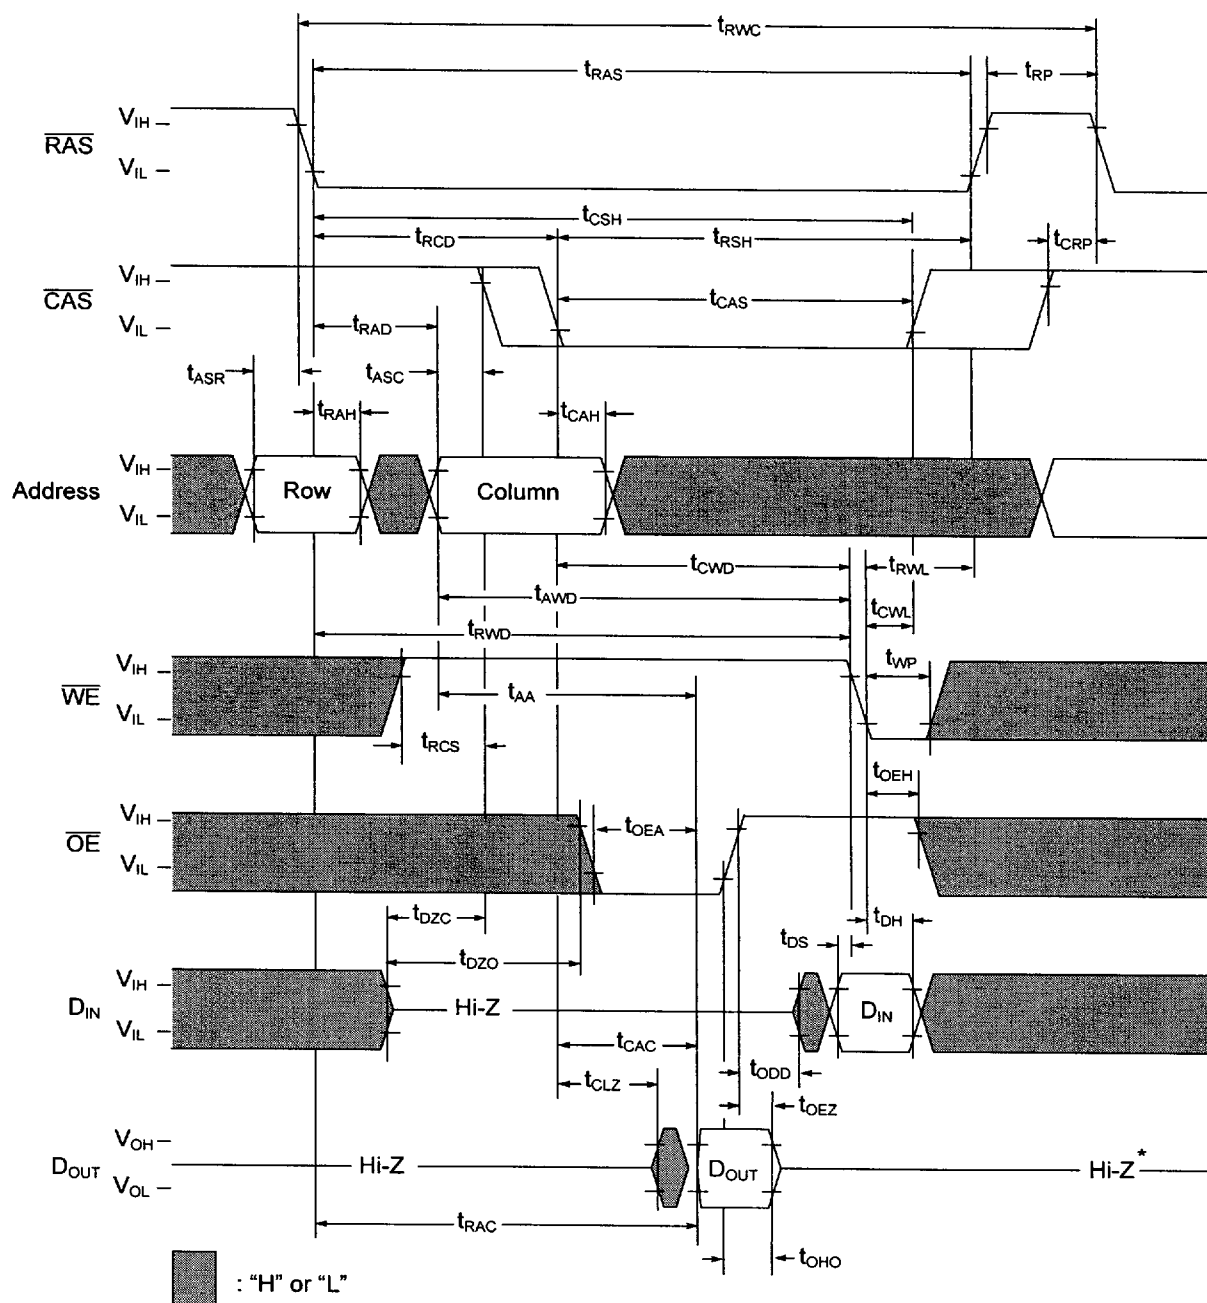 tRWC
tRAS
tRP
RAS
VIH
VIL
tCSH
tRCD
tRSH
tCRP
CAS
VIH
VIL
tCAS
tRAD
tASR
tASC
tRAH
tCAH
Address
VIH
VIL
Row
Column
tCWD
tRWL
tAWD
tCWL
tRWD
WE
VIH
VIL
tWP
tAA
tRCS
tOEH
OE
VIH
VIL
tOEA
tDZC
tDH
tDS
tDZO
DIN
VIH
VIL
Hi-Z
DIN
tCAC
tODD
tCLZ
tOEZ
DOUT
VOH
VOL
Hi-Z
DOUT
Hi-Z*
tRAC
tOHO
: “H” or “L”